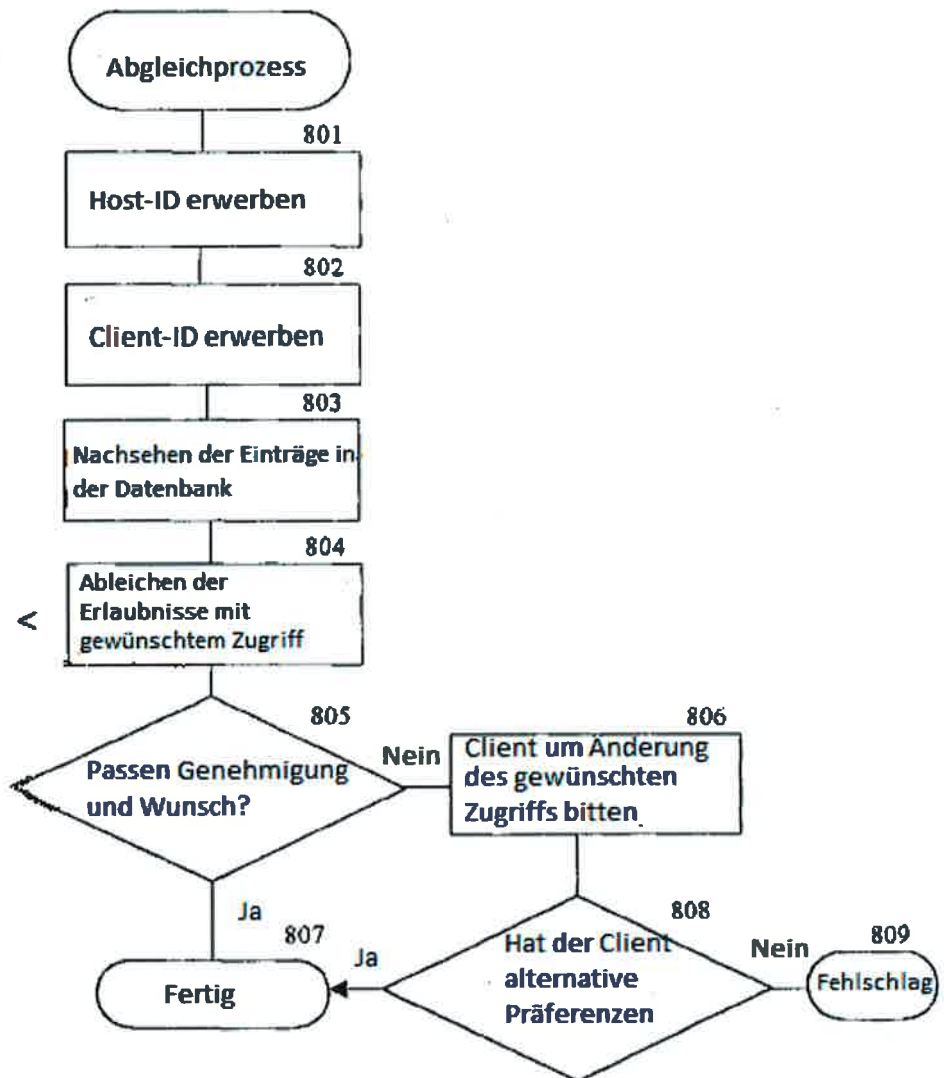 Abgleichprozess
801
Host-ID erwerben
802
Client-ID erwerben
803
Nachsehen der Einträge in
der Datenbank
804
Ableichen der
Erlaubnisse mit
gewünschtem Zugriff
<
805
Passen Genehmigung
und Wunsch?
Nein
806
Client um Änderung
des gewünschten
Zugriffs bitten
Ja
807
Fertig
Ja
808
Hat der Client
alternative
Präferenzen
Nein
809
Fehlschlag